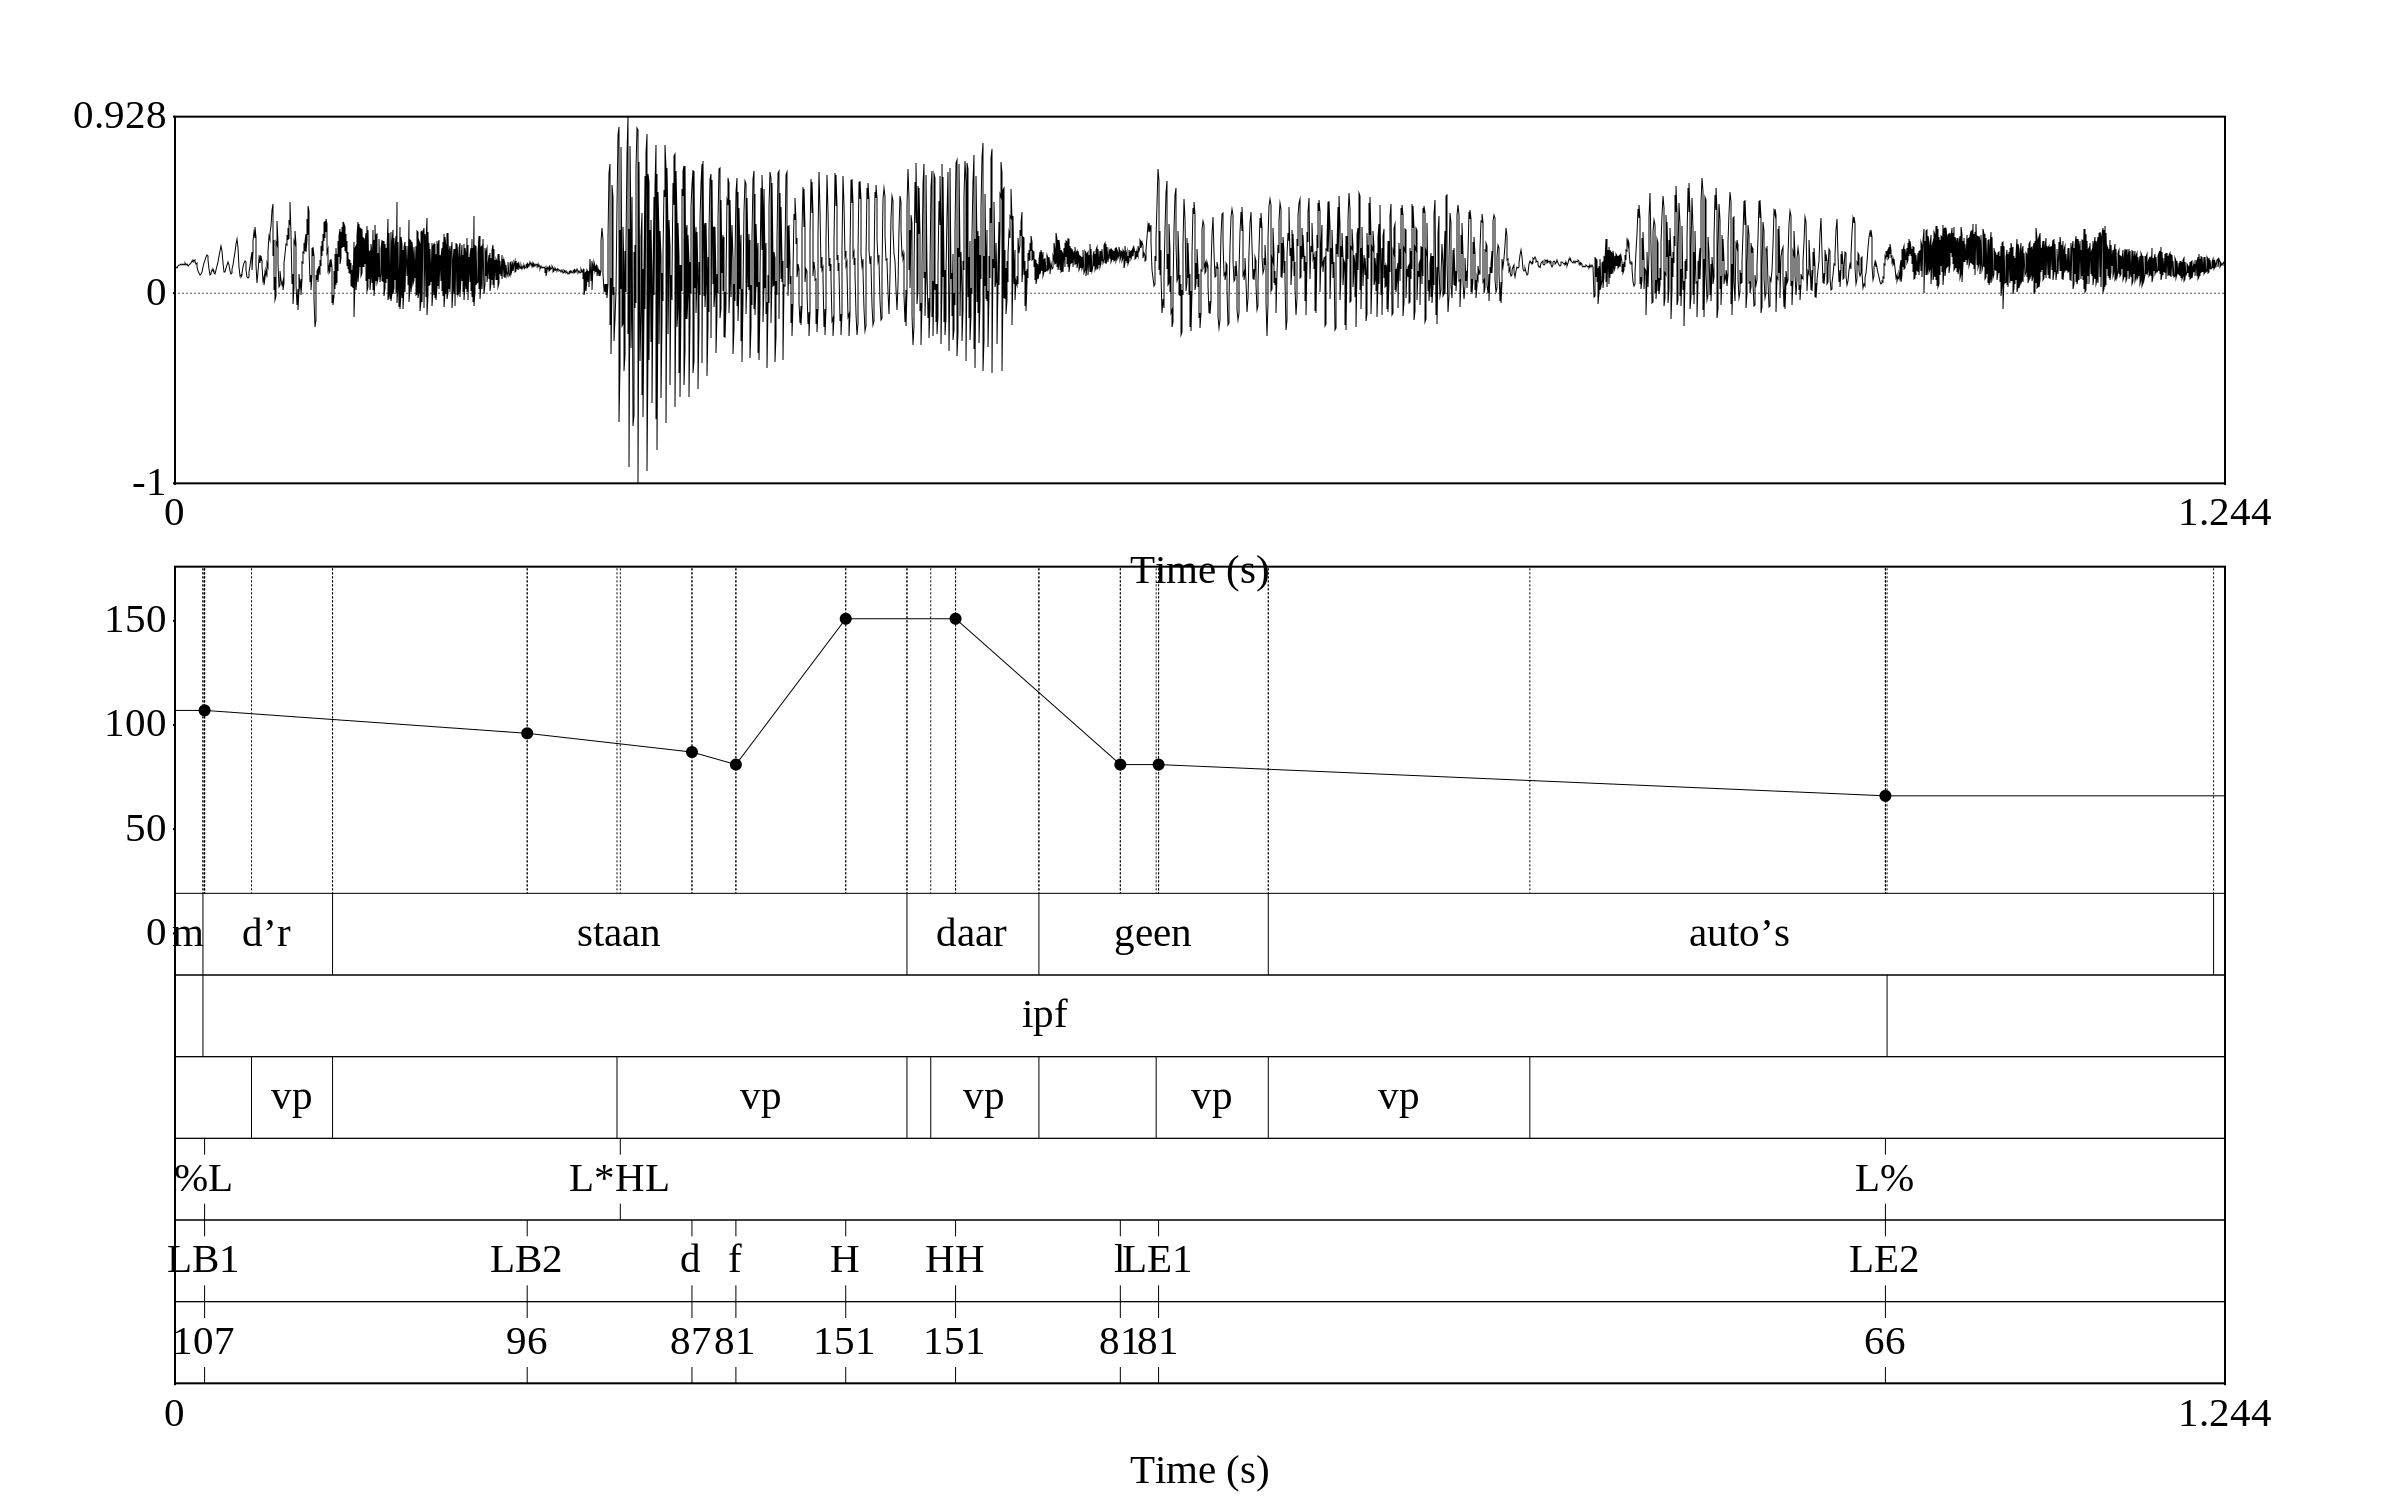 0.928
0
-1
0 1.244
Time (s)
150
100
50
0
m d’r staan daar geen auto’s
ipf
vp vp vp vp vp
%L L*HL L%
LB1 LB2 d f H HH l LE1 LE2
107 96 87 81 151 151 81 81 66
0 1.244
Time (s)